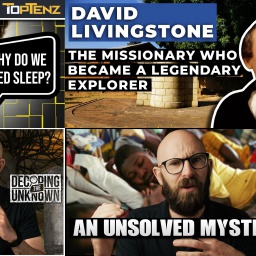 TOPTENZ
HY DO WE
ED SLEEP?
DAVID
LIVINGSTONE
THE MISSIONARY WHO
BECAME A LEGENDARY
EXPLORER
DECODING
THE
UNKNOWN
AN UNSOLVED MYST